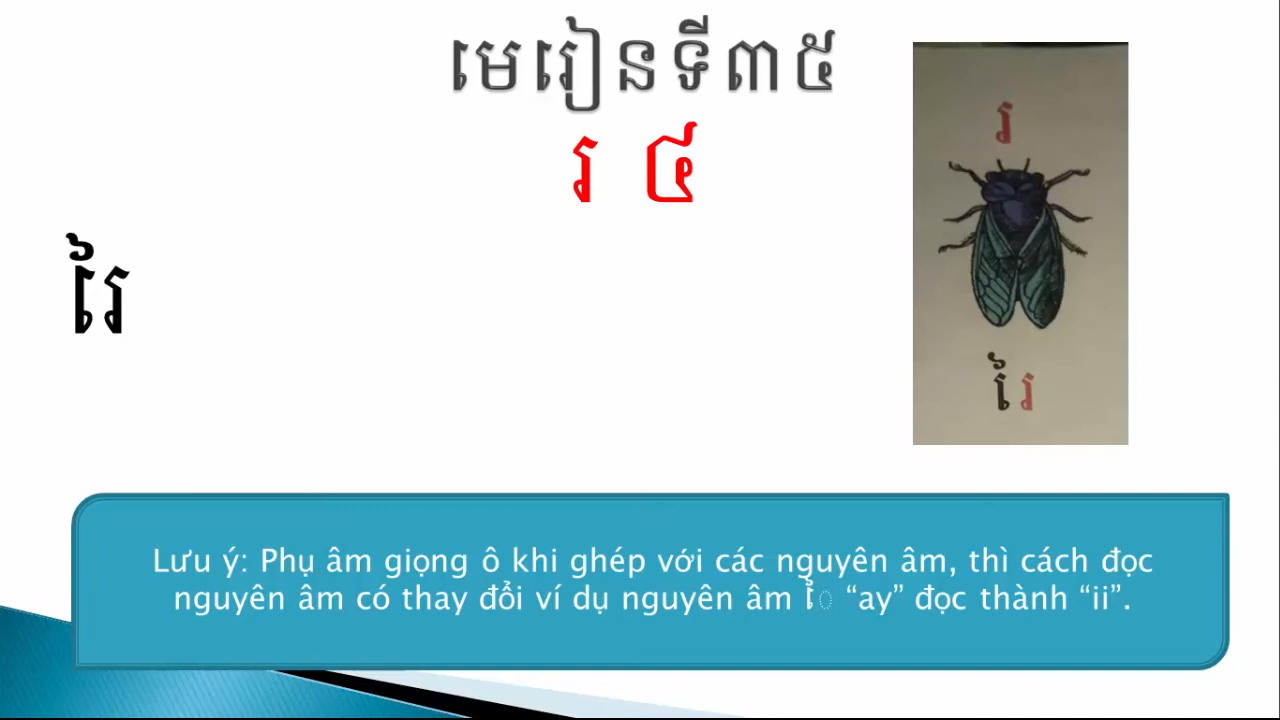 មេរៀនទី៣៥
រ ៤
រៃ
រ
រៃ
Lưu ý: Phụ âm giọng ô khi ghép với các nguyên âm, thì cách đọc
nguyên âm có thay đổi ví dụ nguyên âm ៃ “ay” đọc thành “ii”.